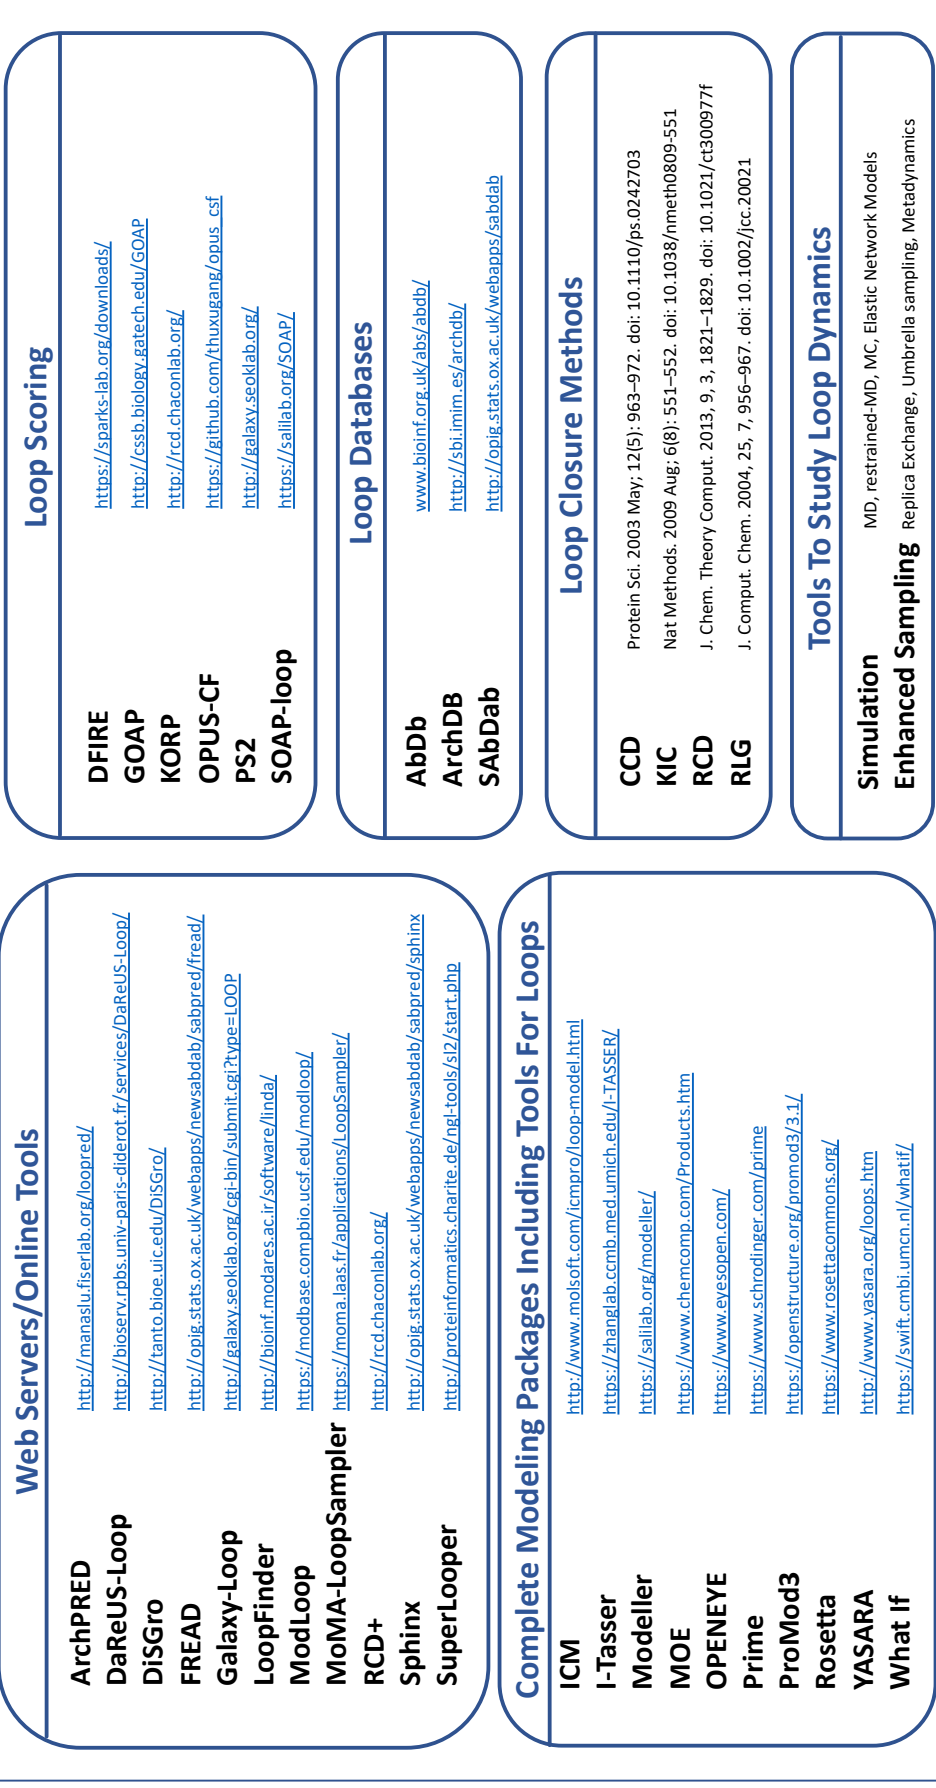 Web Servers/Online Tools
ArchPRED http://manaslu.fiserlab.org/loopred/
DaReUS-Loop http://bioserv.rpbs.univ-paris-diderot.fr/services/DaReUS-Loop/
DiSGro http://tanto.bioe.uic.edu/DiSGro/
FREAD http://opig.stats.ox.ac.uk/webapps/newsabdab/sabpred/fread/
Galaxy-Loop http://galaxy.seoklab.org/cgi-bin/submit.cgi?type=LOOP
LoopFinder http://bioinf.modares.ac.ir/software/linda/
ModLoop https://modbase.compbio.ucsf.edu/modloop/
MoMA-LoopSampler https://moma.laas.fr/applications/LoopSampler/
RCD+ http://rcd.chaconlab.org/
Sphinx http://opig.stats.ox.ac.uk/webapps/newsabdab/sabpred/sphinx
SuperLooper http://proteinformatics.charite.de/ngl-tools/sl2/start.php
Complete Modeling Packages Including Tools For Loops
ICM http://www.molsoft.com/icmpro/loop-model.html
I-Tasser https://zhanglab.ccmb.med.umich.edu/I-TASSER/
Modeller https://salilab.org/modeller/
MOE https://www.chemcomp.com/Products.htm
OPENEYE https://www.eyesopen.com/
Prime https://www.schrodinger.com/prime
ProMod3 https://openstructure.org/promod3/3.1/
Rosetta https://www.rosettacommons.org/
YASARA http://www.yasara.org/loops.htm
What If https://swift.cmbi.umcn.nl/whatif/
Loop Scoring
DFIRE https://sparks-lab.org/downloads/
GOAP http://cssb.biology.gatech.edu/GOAP
KORP http://rcd.chaconlab.org/
OPUS-CF https://github.com/thuxugang/opus_csf
PS2 http://galaxy.seoklab.org/
SOAP-loop https://salilab.org/SOAP/
Loop Databases
AbDb www.bioinf.org.uk/abs/abdb/
ArchDB http://sbi.imim.es/archdb/
SAbDab http://opig.stats.ox.ac.uk/webapps/sabdab
Loop Closure Methods
CCD Protein Sci. 2003 May; 12(5): 963–972. doi: 10.1110/ps.0242703
KIC Nat Methods. 2009 Aug; 6(8): 551–552. doi: 10.1038/nmeth0809-551
RCD J. Chem. Theory Comput. 2013, 9, 3, 1821–1829. doi: 10.1021/ct300977f
RLG J. Comput. Chem. 2004, 25, 7, 956–967. doi: 10.1002/jcc.20021
Tools To Study Loop Dynamics
Simulation MD, restrained-MD, MC, Elastic Network Models
Enhanced Sampling Replica Exchange, Umbrella sampling, Metadynamics